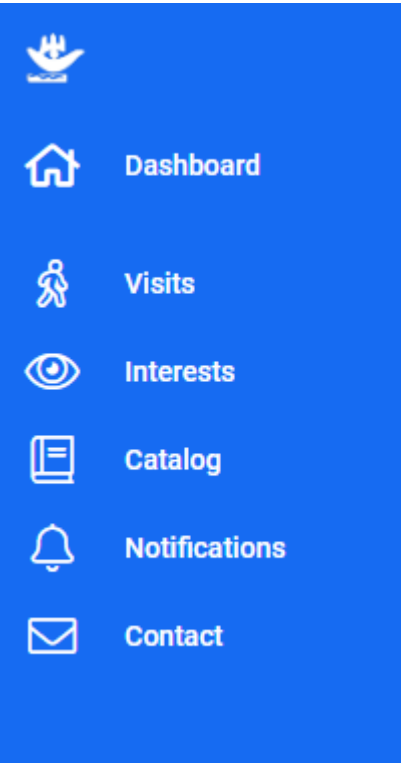 Dashboard
Visits
Interests
Catalog
Notifications
Contact